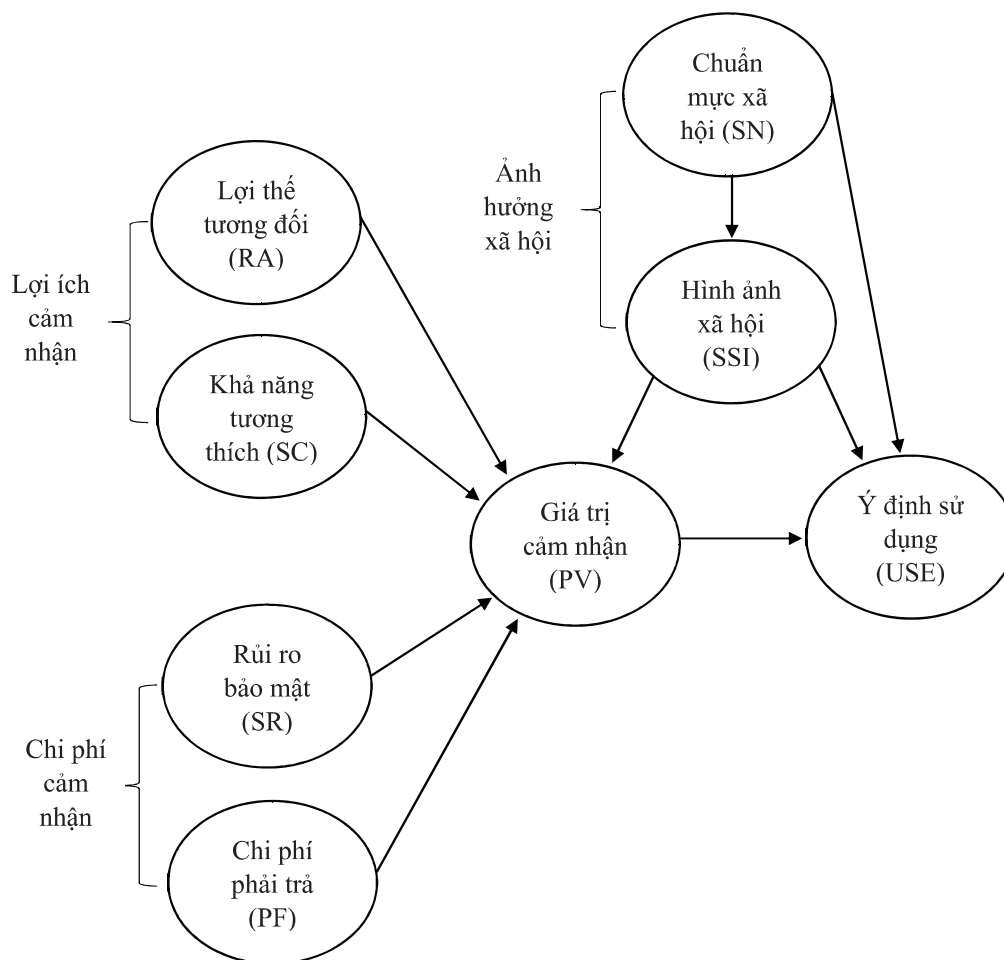 Chuẩn
mực xã
hội (SN)
Ảnh
hưởng
xã hội
Lợi thế
tương đối
(RA)
Lợi ích
cảm
nhận
Hình ảnh
xã hội
(SSI)
Khả năng
tương
thích (SC)
Giá trị
cảm nhận
(PV)
Ý định sử
dụng
(USE)
Rủi ro
bảo mật
(SR)
Chi phí
cảm
nhận
Chi phí
phải trả
(PF)